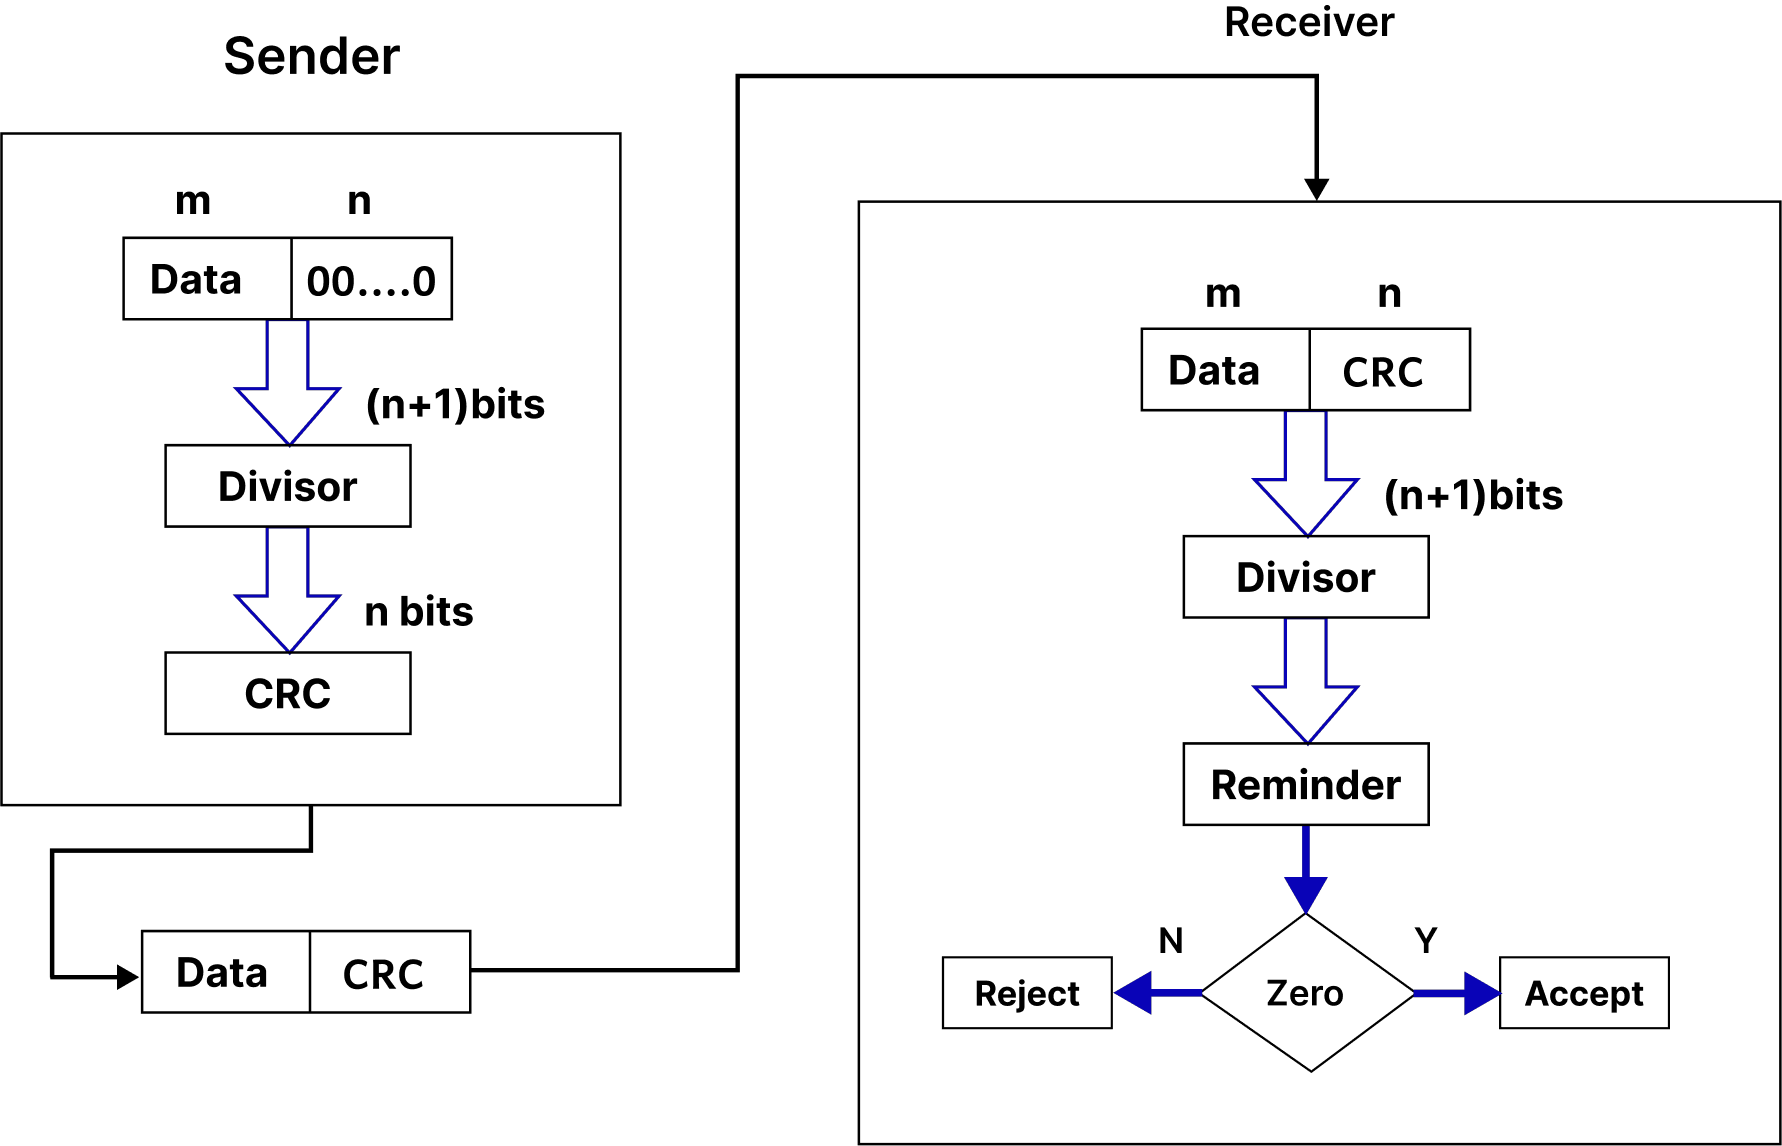 Sender
m n
Data 00....0
(n+1)bits
Divisor
n bits
CRC
Data CRC
Receiver
m n
Data CRC
(n+1)bits
Divisor
Reminder
N Y
Reject Zero Accept